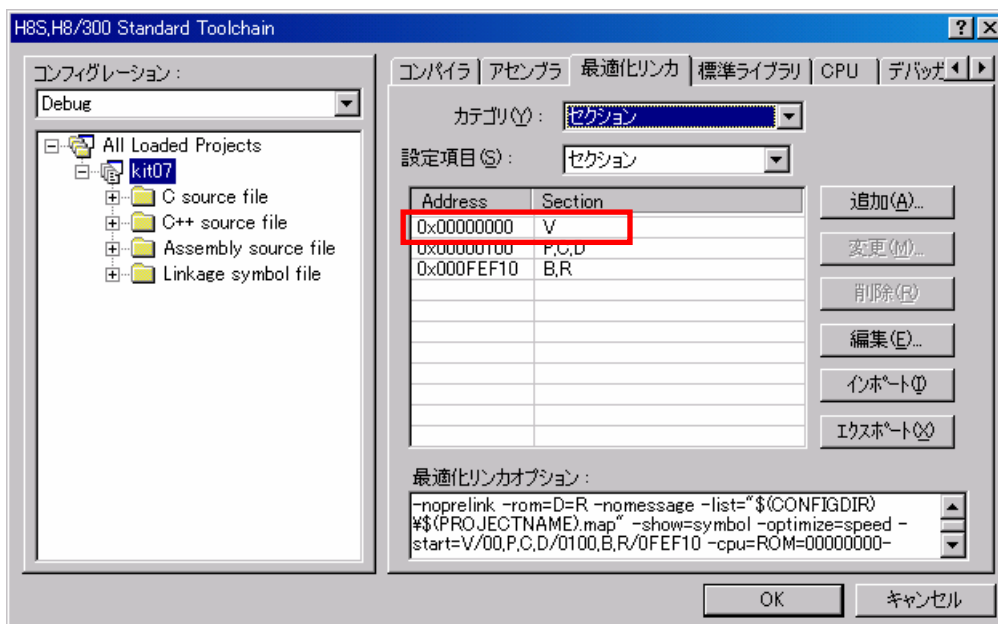 H8S,H8/300 Standard Toolchain
コンフィグレーション :
Debug
All Loaded Projects
kit07
C source file
C++ source file
Assembly source file
Linkage symbol file
コンパイラ アセンブラ 最適化リンカ 標準ライブラリ CPU デバッガ
カテゴリ(Y) : セクション
設定項目(S) : セクション
Address Section
0x00000000 V
0x00000100 P,C,D
0x000FEF10 B,R
追加(A)...
変更(M)...
削除(R)
編集(E)...
インポート(I)
エクスポート(X)
最適化リンカオプション :
-noprelink -rom=D=R -nomessage -list="$(CONFIGDIR)
¥$(PROJECTNAME).map" -show=symbol -optimize=speed -
start=V/00,P,C,D/0100,B,R/0FEF10 -cpu=ROM=00000000-
OK キャンセル